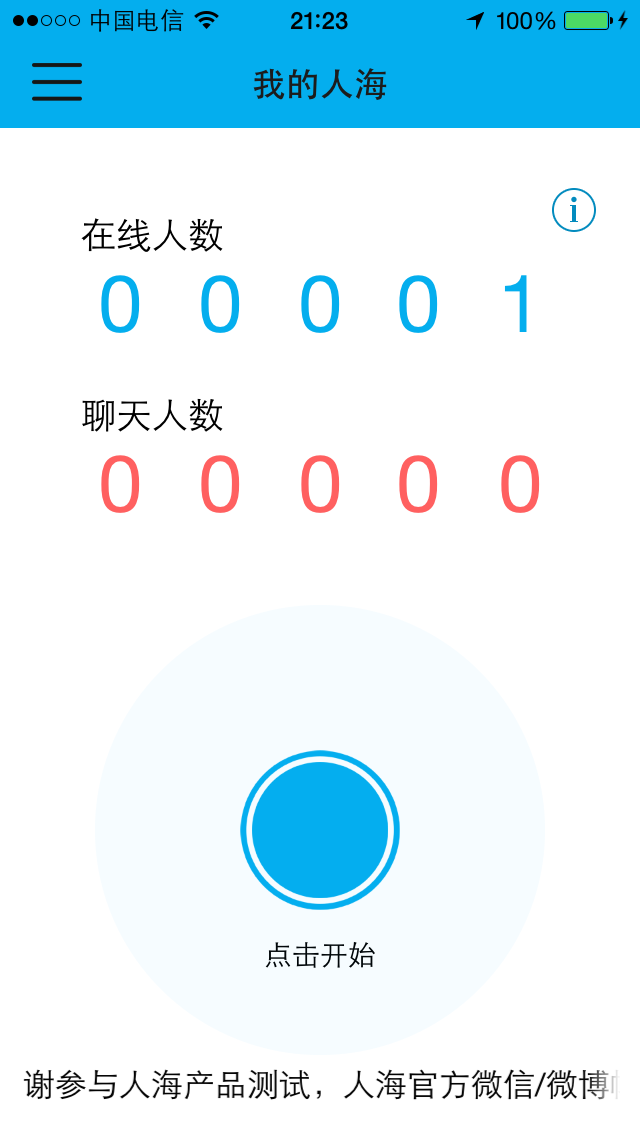 中国电信 21:23 100%
我的人海
在线人数
0 0 0 0 1
聊天人数
0 0 0 0 0
点击开始
谢参与人海产品测试，人海官方微信/微博